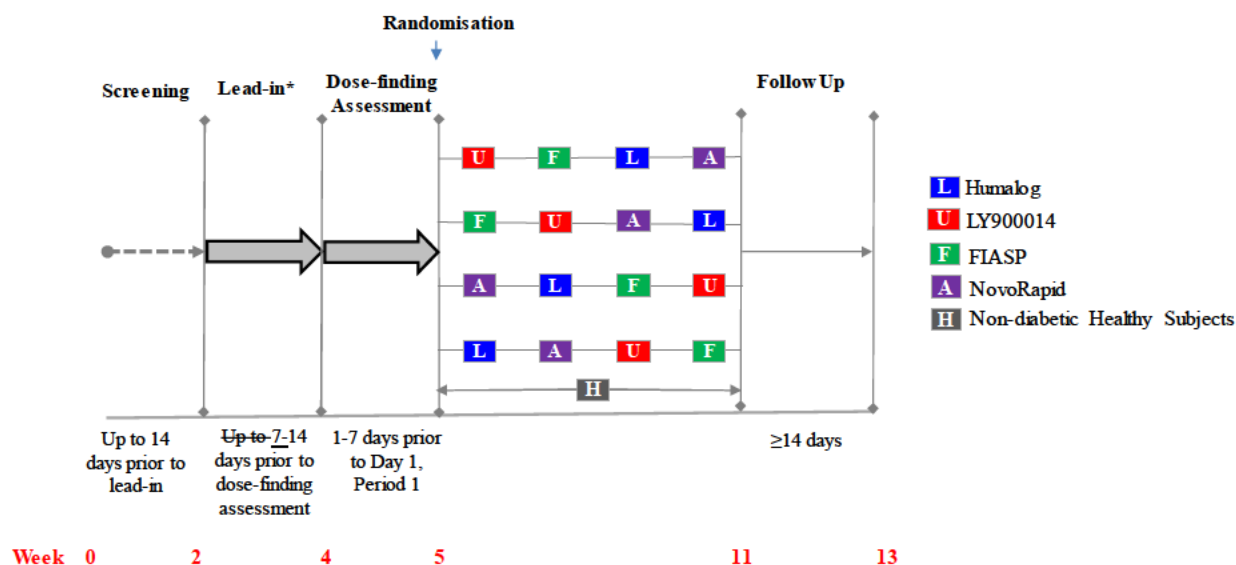 Randomisation
Screening
Lead-in*
Dose-finding
Assessment
Follow Up
U F L A
F U A L
A L F U
L A U F
H
L Humalog
U LY900014
F FIASP
A NovoRapid
H Non-diabetic Healthy Subjects
Up to 14
days prior to
lead-in
Up to 7-14
days prior to
dose-finding
assessment
1-7 days prior
to Day 1,
Period 1
≥14 days
Week 0 2 4 5 11 13